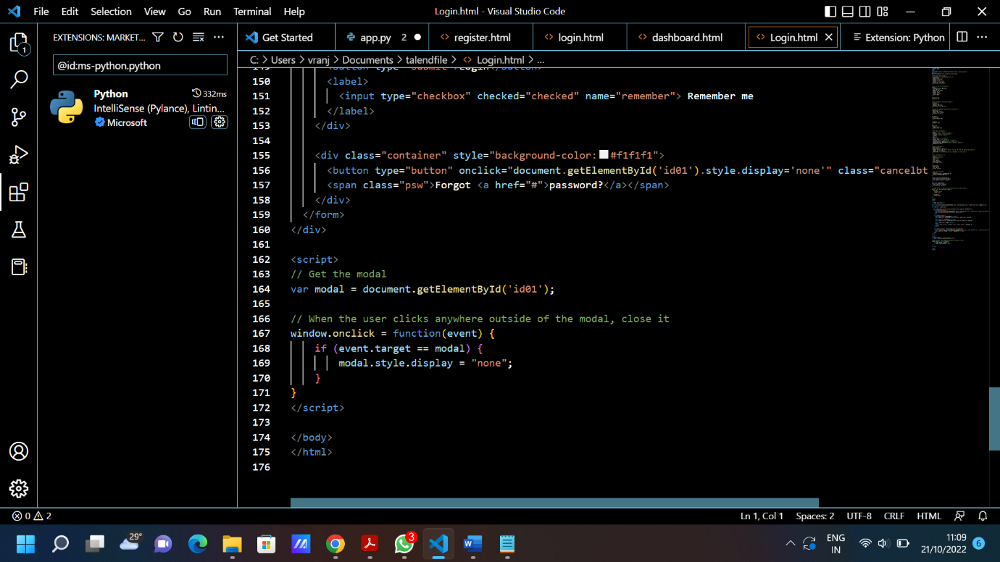 File Edit Selection View Go Run Terminal Help
Login.html - Visual Studio Code
EXTENSIONS: MARKET...
@id:ms-python.python
Python 332ms
IntelliSense (Pylance), Lintin...
Microsoft
1
Get Started app.py 2 register.html login.html dashboard.html Login.html Extension: Python
C: > Users > vranj > Documents > talendfile > Login.html > ...
150 <label>
151 <input type="checkbox" checked="checked" name="remember"> Remember me
152 </label>
153 </div>
154
155 <div class="container" style="background-color:#f1f1f1">
156 <button type="button" onclick="document.getElementById('id01').style.display='none'" class="cancelbt
157 <span class="psw">Forgot <a href="#">password?</a></span>
158 </div>
159 </form>
160 </div>
161
162 <script>
163 // Get the modal
164 var modal = document.getElementById('id01');
165
166 // When the user clicks anywhere outside of the modal, close it
167 window.onclick = function(event) {
168 if (event.target == modal) {
169 modal.style.display = "none";
170 }
171 }
172 </script>
173
174 </body>
175 </html>
176
0 2
Ln 1, Col 1 Spaces: 2 UTF-8 CRLF HTML
29°
3
ENG
IN
11:09
21/10/2022
6